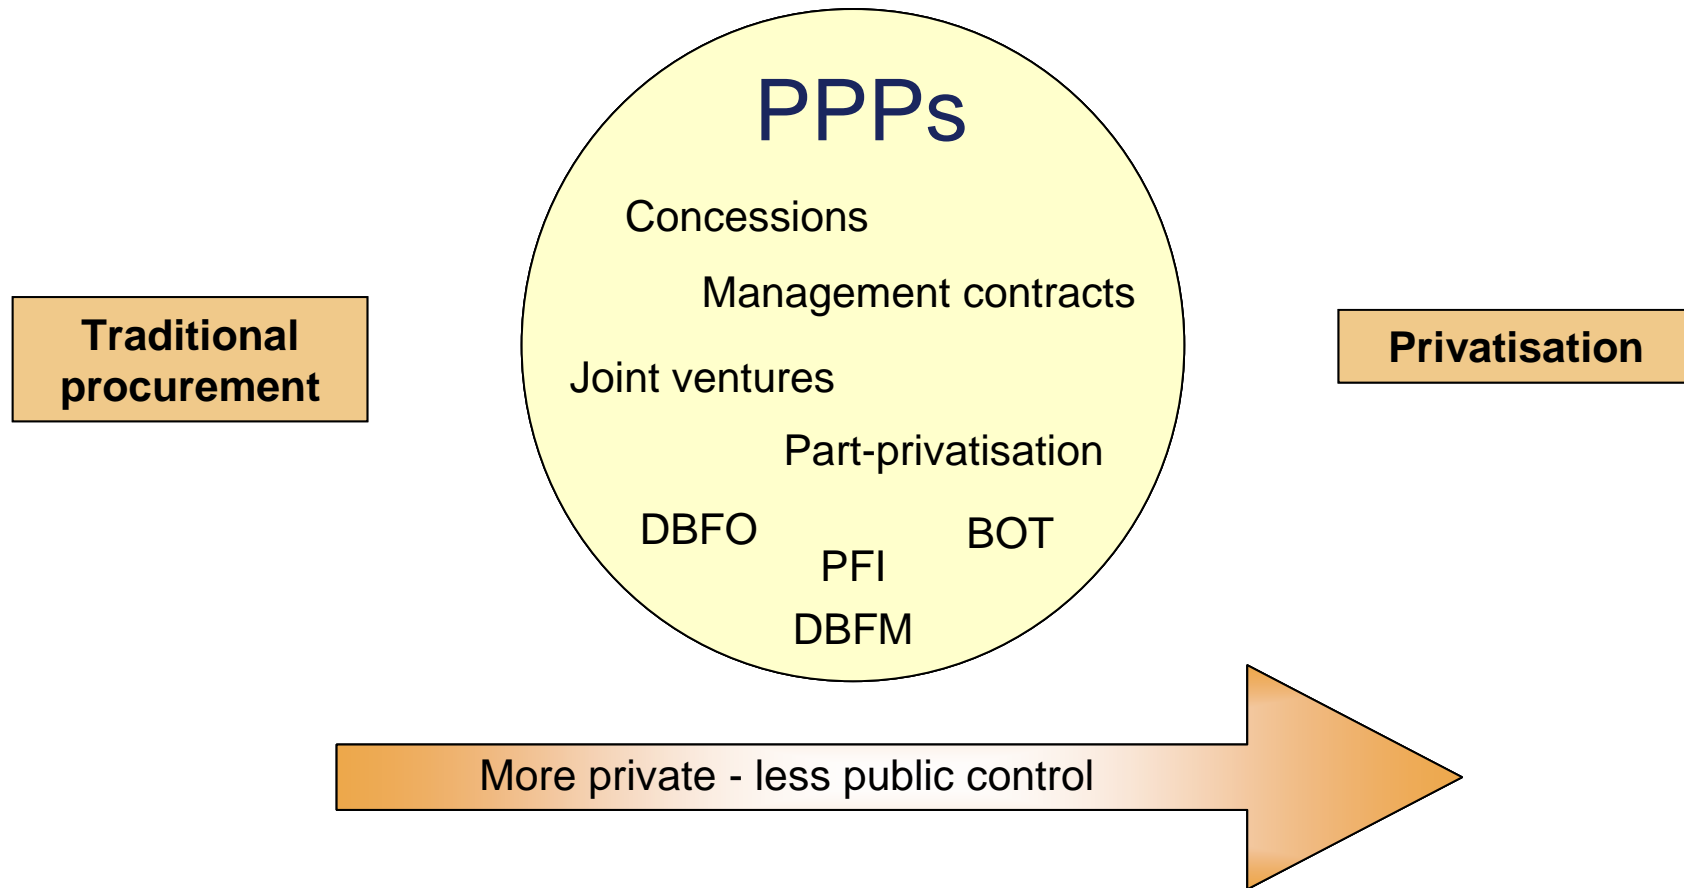 PPPs
Concessions
Management contracts
Traditional
procurement
Privatisation
Joint ventures
Part-privatisation
DBFO
BOT
PFI
DBFM
More private - less public control